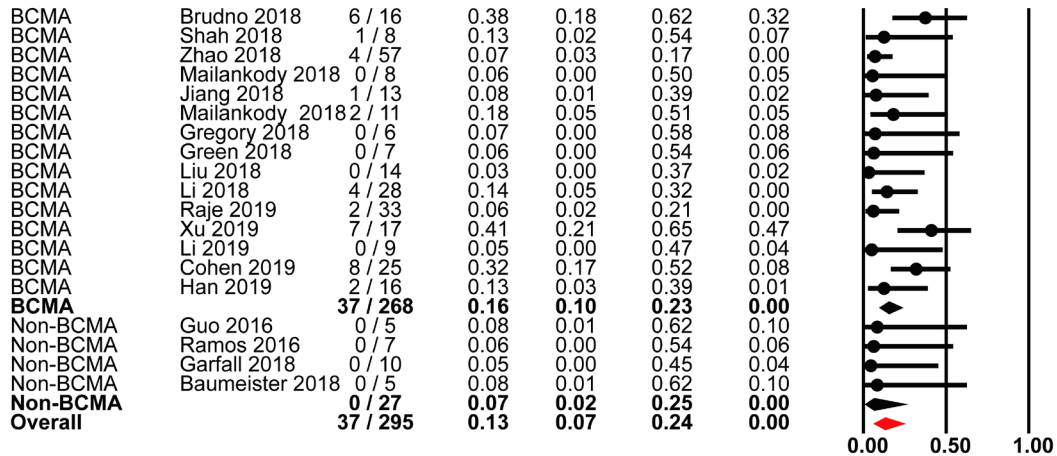 BCMA Brudno 2018 6 / 16 0.38 0.18 0.62 0.32
BCMA Shah 2018 1 / 8 0.13 0.02 0.54 0.07
BCMA Zhao 2018 4 / 57 0.07 0.03 0.17 0.00
BCMA Mailankody 2018 0 / 8 0.06 0.00 0.50 0.05
BCMA Jiang 2018 1 / 13 0.08 0.01 0.39 0.02
BCMA Mailankody 2018 2 / 11 0.18 0.05 0.51 0.05
BCMA Gregory 2018 0 / 6 0.07 0.00 0.58 0.08
BCMA Green 2018 0 / 7 0.06 0.00 0.54 0.06
BCMA Liu 2018 0 / 14 0.03 0.00 0.37 0.02
BCMA Li 2018 4 / 28 0.14 0.05 0.32 0.00
BCMA Raje 2019 2 / 33 0.06 0.02 0.21 0.00
BCMA Xu 2019 7 / 17 0.41 0.21 0.65 0.47
BCMA Li 2019 0 / 9 0.05 0.00 0.47 0.04
BCMA Cohen 2019 8 / 25 0.32 0.17 0.52 0.08
BCMA Han 2019 2 / 16 0.13 0.03 0.39 0.01
BCMA 37 / 268 0.16 0.10 0.23 0.00
Non-BCMA Guo 2016 0 / 5 0.08 0.01 0.62 0.10
Non-BCMA Ramos 2016 0 / 7 0.06 0.00 0.54 0.06
Non-BCMA Garfall 2018 0 / 10 0.05 0.00 0.45 0.04
Non-BCMA Baumeister 2018 0 / 5 0.08 0.01 0.62 0.10
Non-BCMA 0 / 27 0.07 0.02 0.25 0.00
Overall 37 / 295 0.13 0.07 0.24 0.00
0.00 0.50 1.00